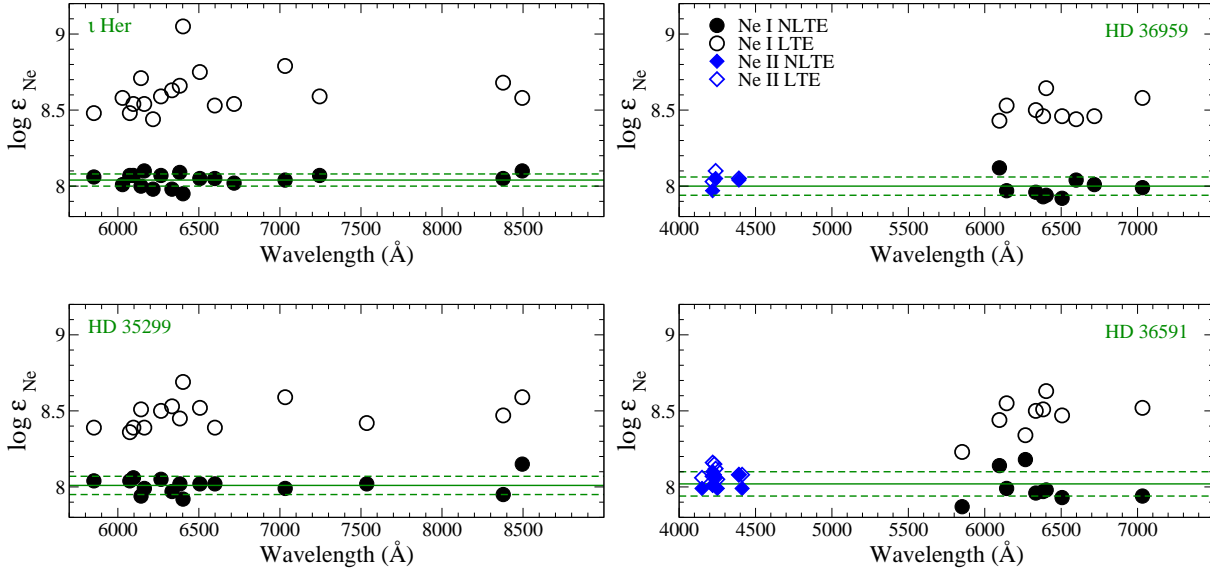 ι Her
log ε Ne
9
8.5
8
6000 6500 7000 7500 8000 8500
Wavelength (Å)
Ne I NLTE
Ne I LTE
Ne II NLTE
Ne II LTE
HD 36959
log ε Ne
9
8.5
8
4000 4500 5000 5500 6000 6500 7000
Wavelength (Å)
HD 35299
log ε Ne
9
8.5
8
6000 6500 7000 7500 8000 8500
Wavelength (Å)
HD 36591
log ε Ne
9
8.5
8
4000 4500 5000 5500 6000 6500 7000
Wavelength (Å)